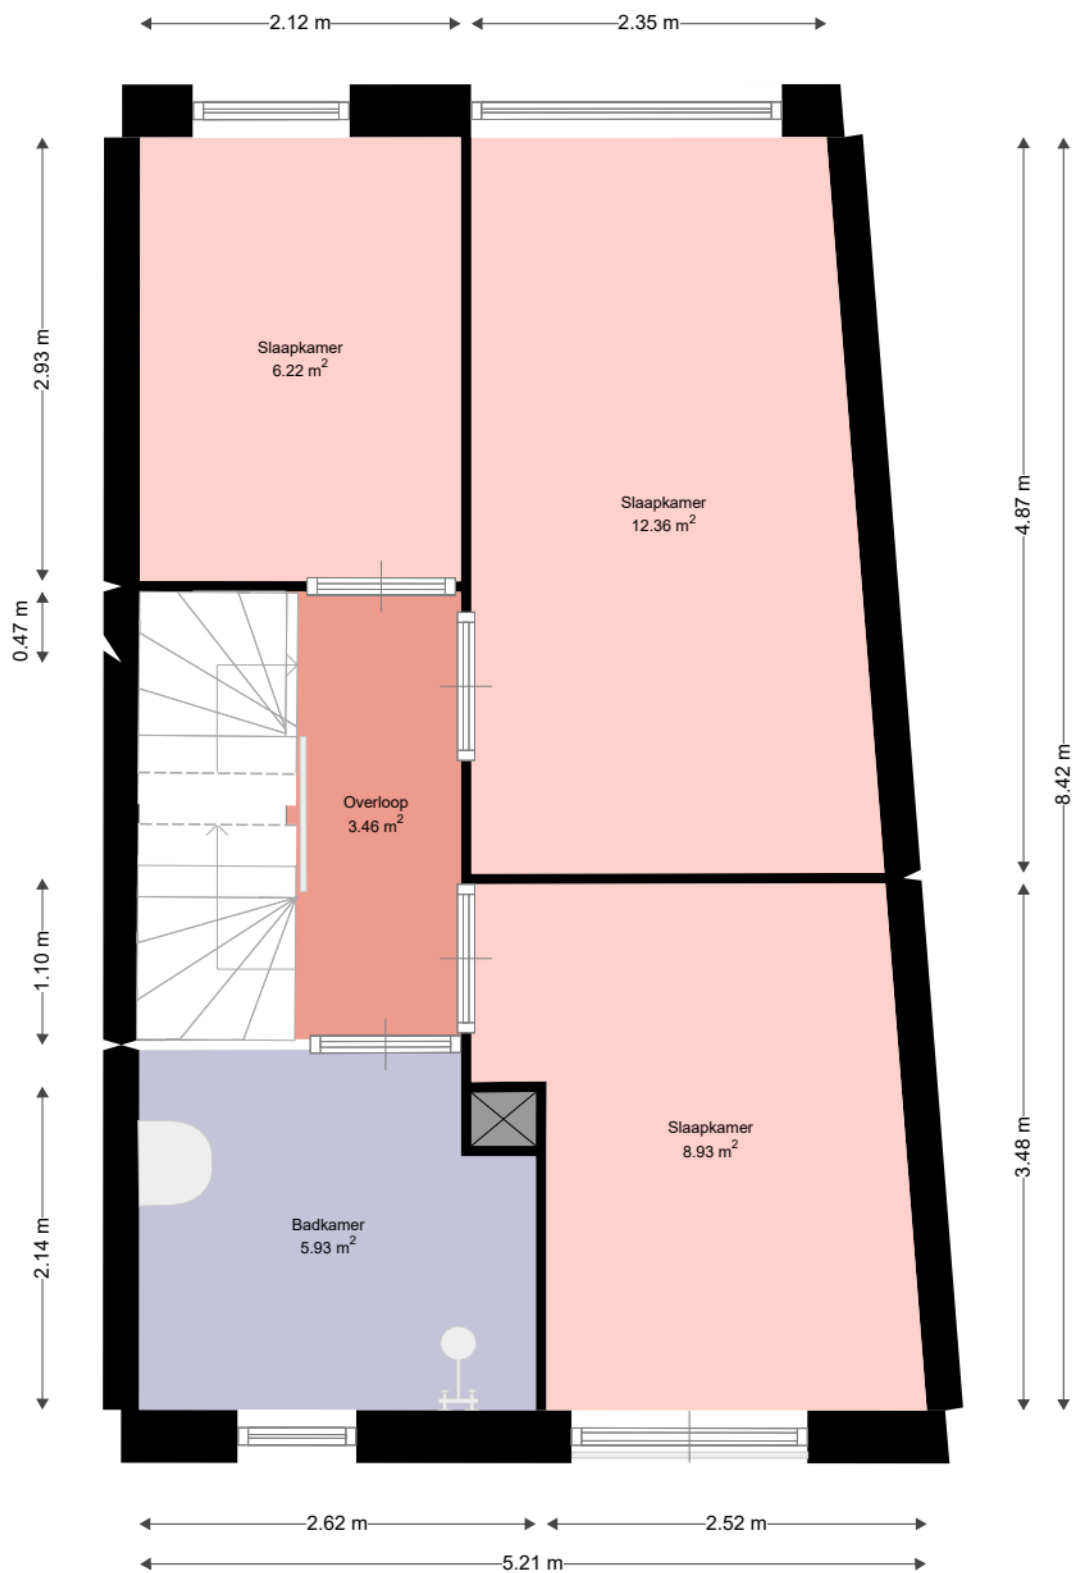 2.12 m
2.35 m
2.93 m
Slaapkamer
6.22 m²
Slaapkamer
12.36 m²
4.87 m
0.47 m
8.42 m
Overloop
3.46 m²
1.10 m
Slaapkamer
8.93 m²
3.48 m
Badkamer
5.93 m²
2.14 m
2.62 m
2.52 m
5.21 m